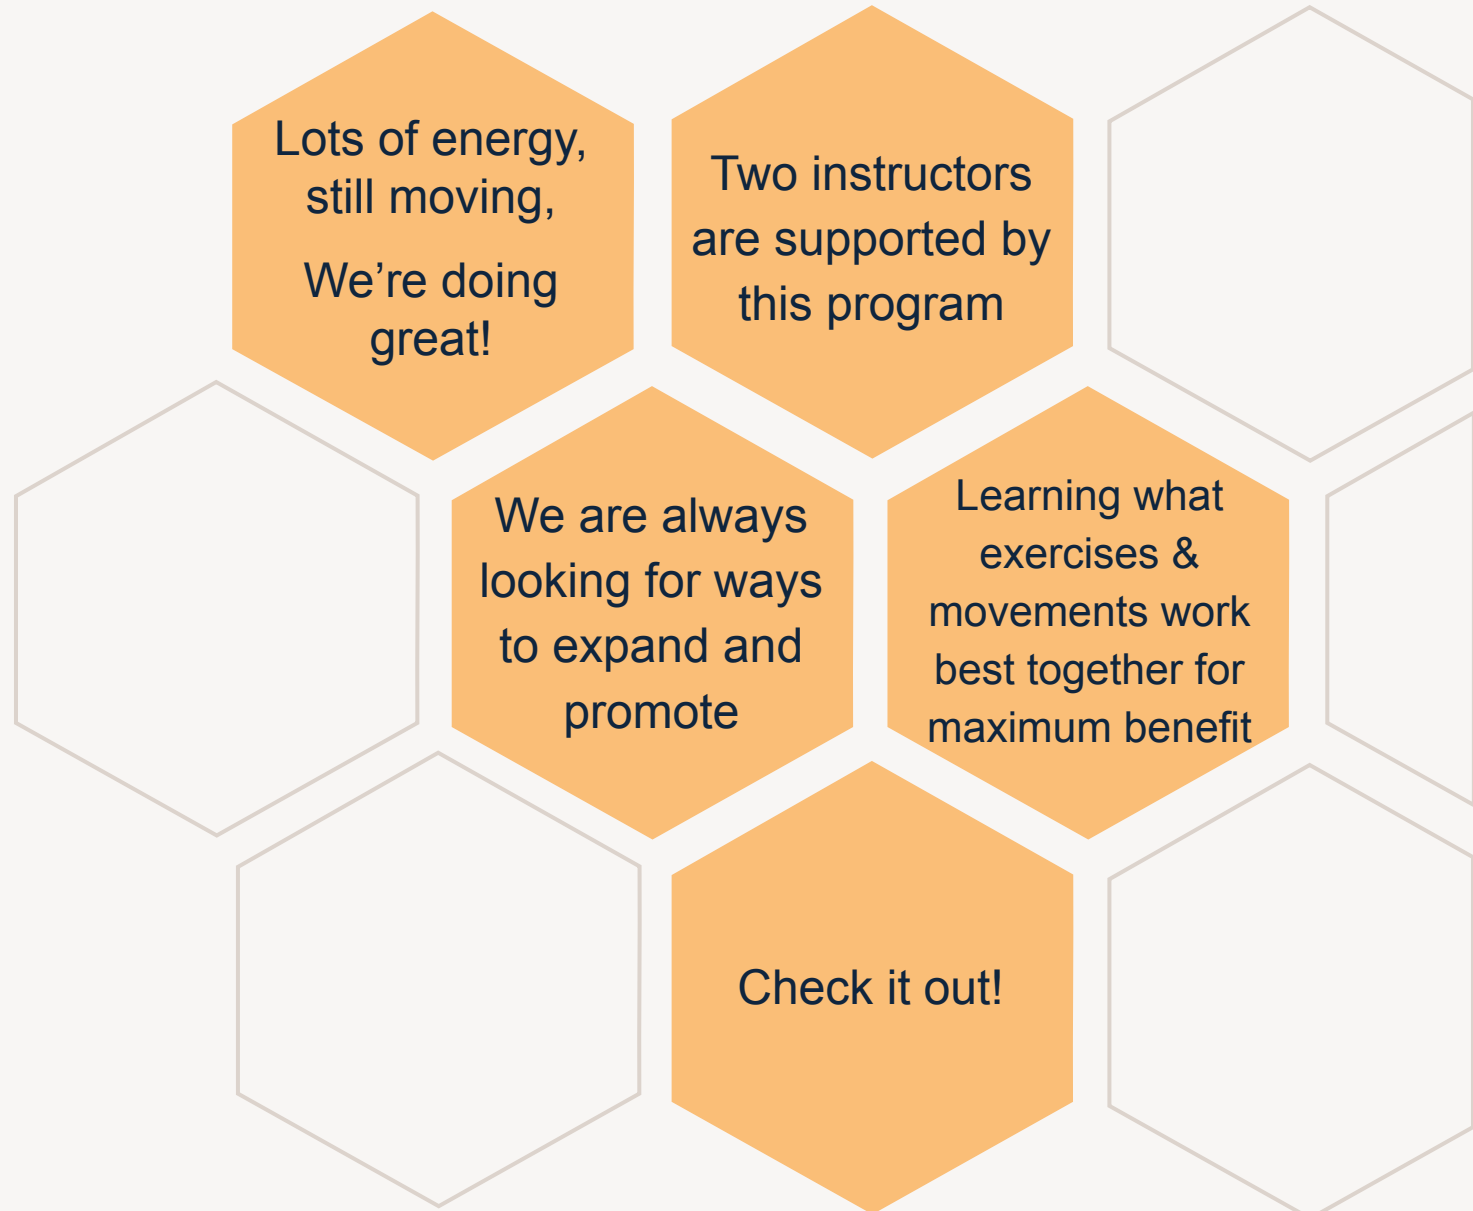 Lots of energy,
still moving,
We’re doing
great!
Two instructors
are supported by
this program
We are always
looking for ways
to expand and
promote
Learning what
exercises &
movements work
best together for
maximum benefit
Check it out!